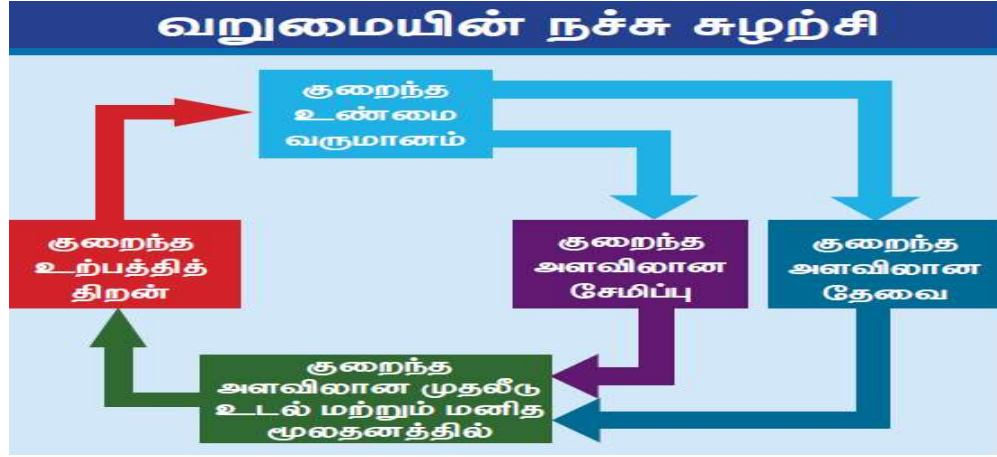 வறுமையின் நச்சு சுழற்சி
குறைந்த
உண்மை
வருமானம்
குறைந்த
உற்பத்தித்
திறன்
குறைந்த
அளவிலான
சேமிப்பு
குறைந்த
அளவிலான
தேவை
குறைந்த
அளவிலான முதலீடு
உடல் மற்றும் மனித
மூலதனத்தில்